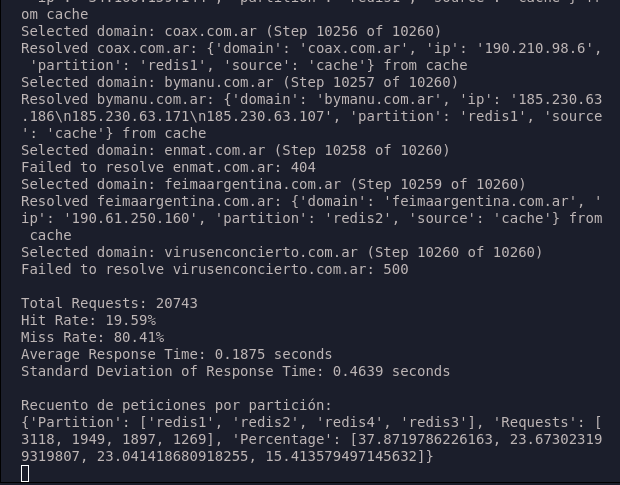 om cache
Selected domain: coax.com.ar (Step 10256 of 10260)
Resolved coax.com.ar: {'domain': 'coax.com.ar', 'ip': '190.210.98.6',
 'partition': 'redis1', 'source': 'cache'} from cache
Selected domain: bymanu.com.ar (Step 10257 of 10260)
Resolved bymanu.com.ar: {'domain': 'bymanu.com.ar', 'ip': '185.230.63
.186\n185.230.63.171\n185.230.63.107', 'partition': 'redis1', 'source
': 'cache'} from cache
Selected domain: enmat.com.ar (Step 10258 of 10260)
Failed to resolve enmat.com.ar: 404
Selected domain: feimaargentina.com.ar (Step 10259 of 10260)
Resolved feimaargentina.com.ar: {'domain': 'feimaargentina.com.ar', '
ip': '190.61.250.160', 'partition': 'redis2', 'source': 'cache'} from
 cache
Selected domain: virusenconcierto.com.ar (Step 10260 of 10260)
Failed to resolve virusenconcierto.com.ar: 500
Total Requests: 20743
Hit Rate: 19.59%
Miss Rate: 80.41%
Average Response Time: 0.1875 seconds
Standard Deviation of Response Time: 0.4639 seconds
Recuento de peticiones por partición:
{'Partition': ['redis1', 'redis2', 'redis4', 'redis3'], 'Requests': [
3118, 1949, 1897, 1269], 'Percentage': [37.8719786226163, 23.67302319
9319807, 23.041418680918255, 15.413579497145632]}